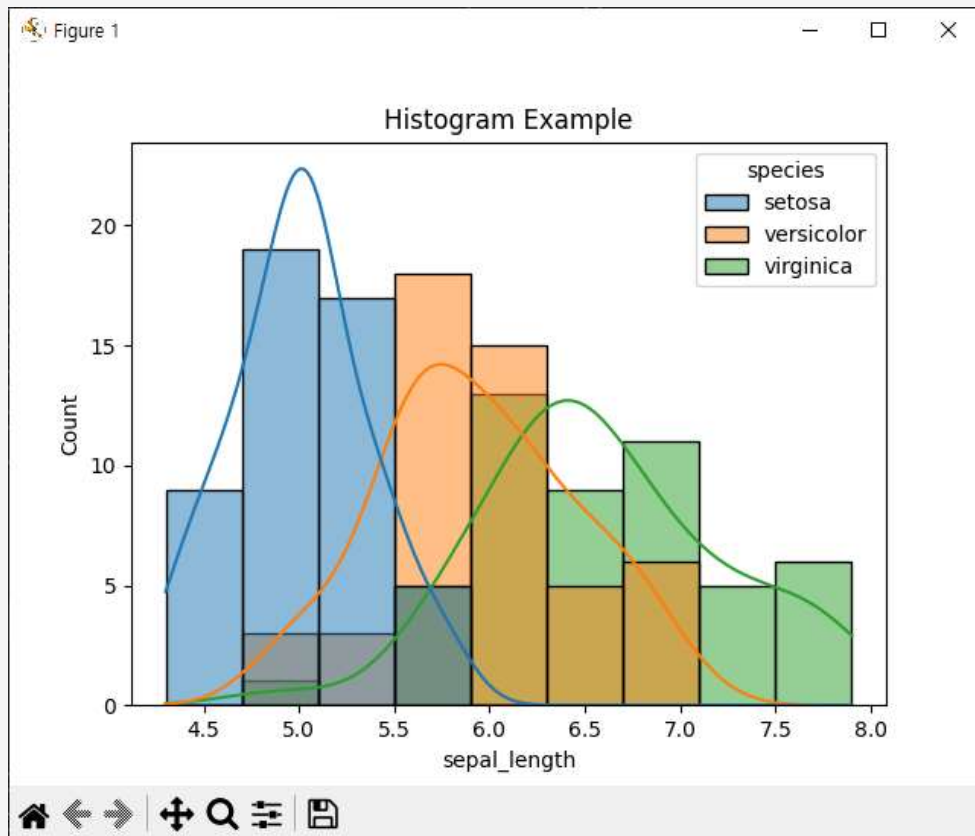 Figure 1
Histogram Example
species
setosa
versicolor
virginica
Count
20
15
10
5
0
4.5 5.0 5.5 6.0 6.5 7.0 7.5 8.0
sepal_length